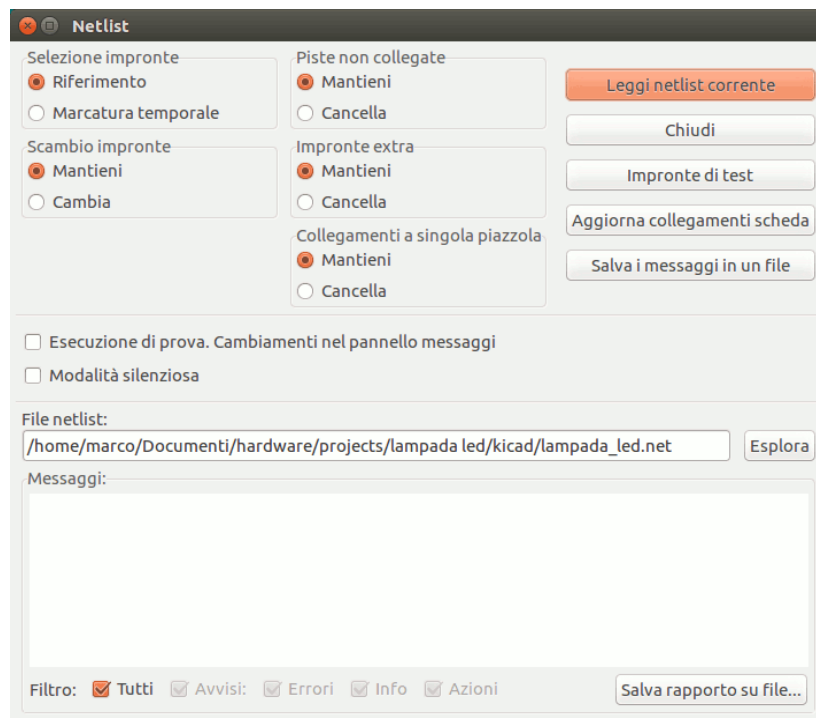 Netlist
Selezione impronte
Riferimento
Marcatura temporale
Scambio impronte
Mantieni
Cambia
Piste non collegate
Mantieni
Cancella
Impronte extra
Mantieni
Cancella
Collegamenti a singola piazzola
Mantieni
Cancella
Leggi netlist corrente
Chiudi
Impronte di test
Aggiorna collegamenti scheda
Salva i messaggi in un file
Esecuzione di prova. Cambiamenti nel pannello messaggi
Modalità silenziosa
File netlist:
/home/marco/Documenti/hardware/projects/lampada led/kicad/lampada_led.net
Esplora
Messaggi:
Filtro: Tutti Avvisi: Errori Info Azioni
Salva rapporto su file...